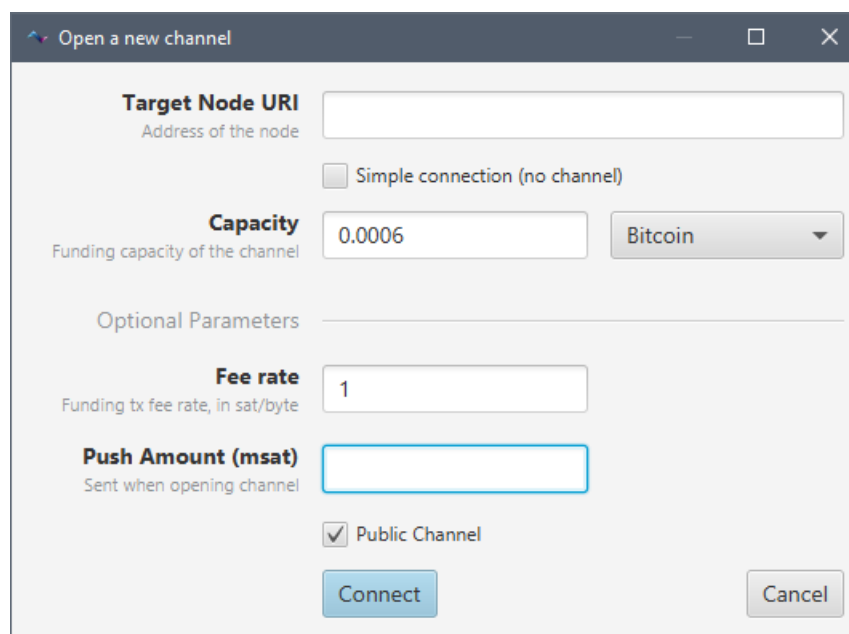 Open a new channel
Target Node URI
Address of the node
Simple connection (no channel)
Capacity
Funding capacity of the channel
0.0006
Bitcoin
Optional Parameters
Fee rate
Funding tx fee rate, in sat/byte
1
Push Amount (msat)
Sent when opening channel
Public Channel
Connect
Cancel